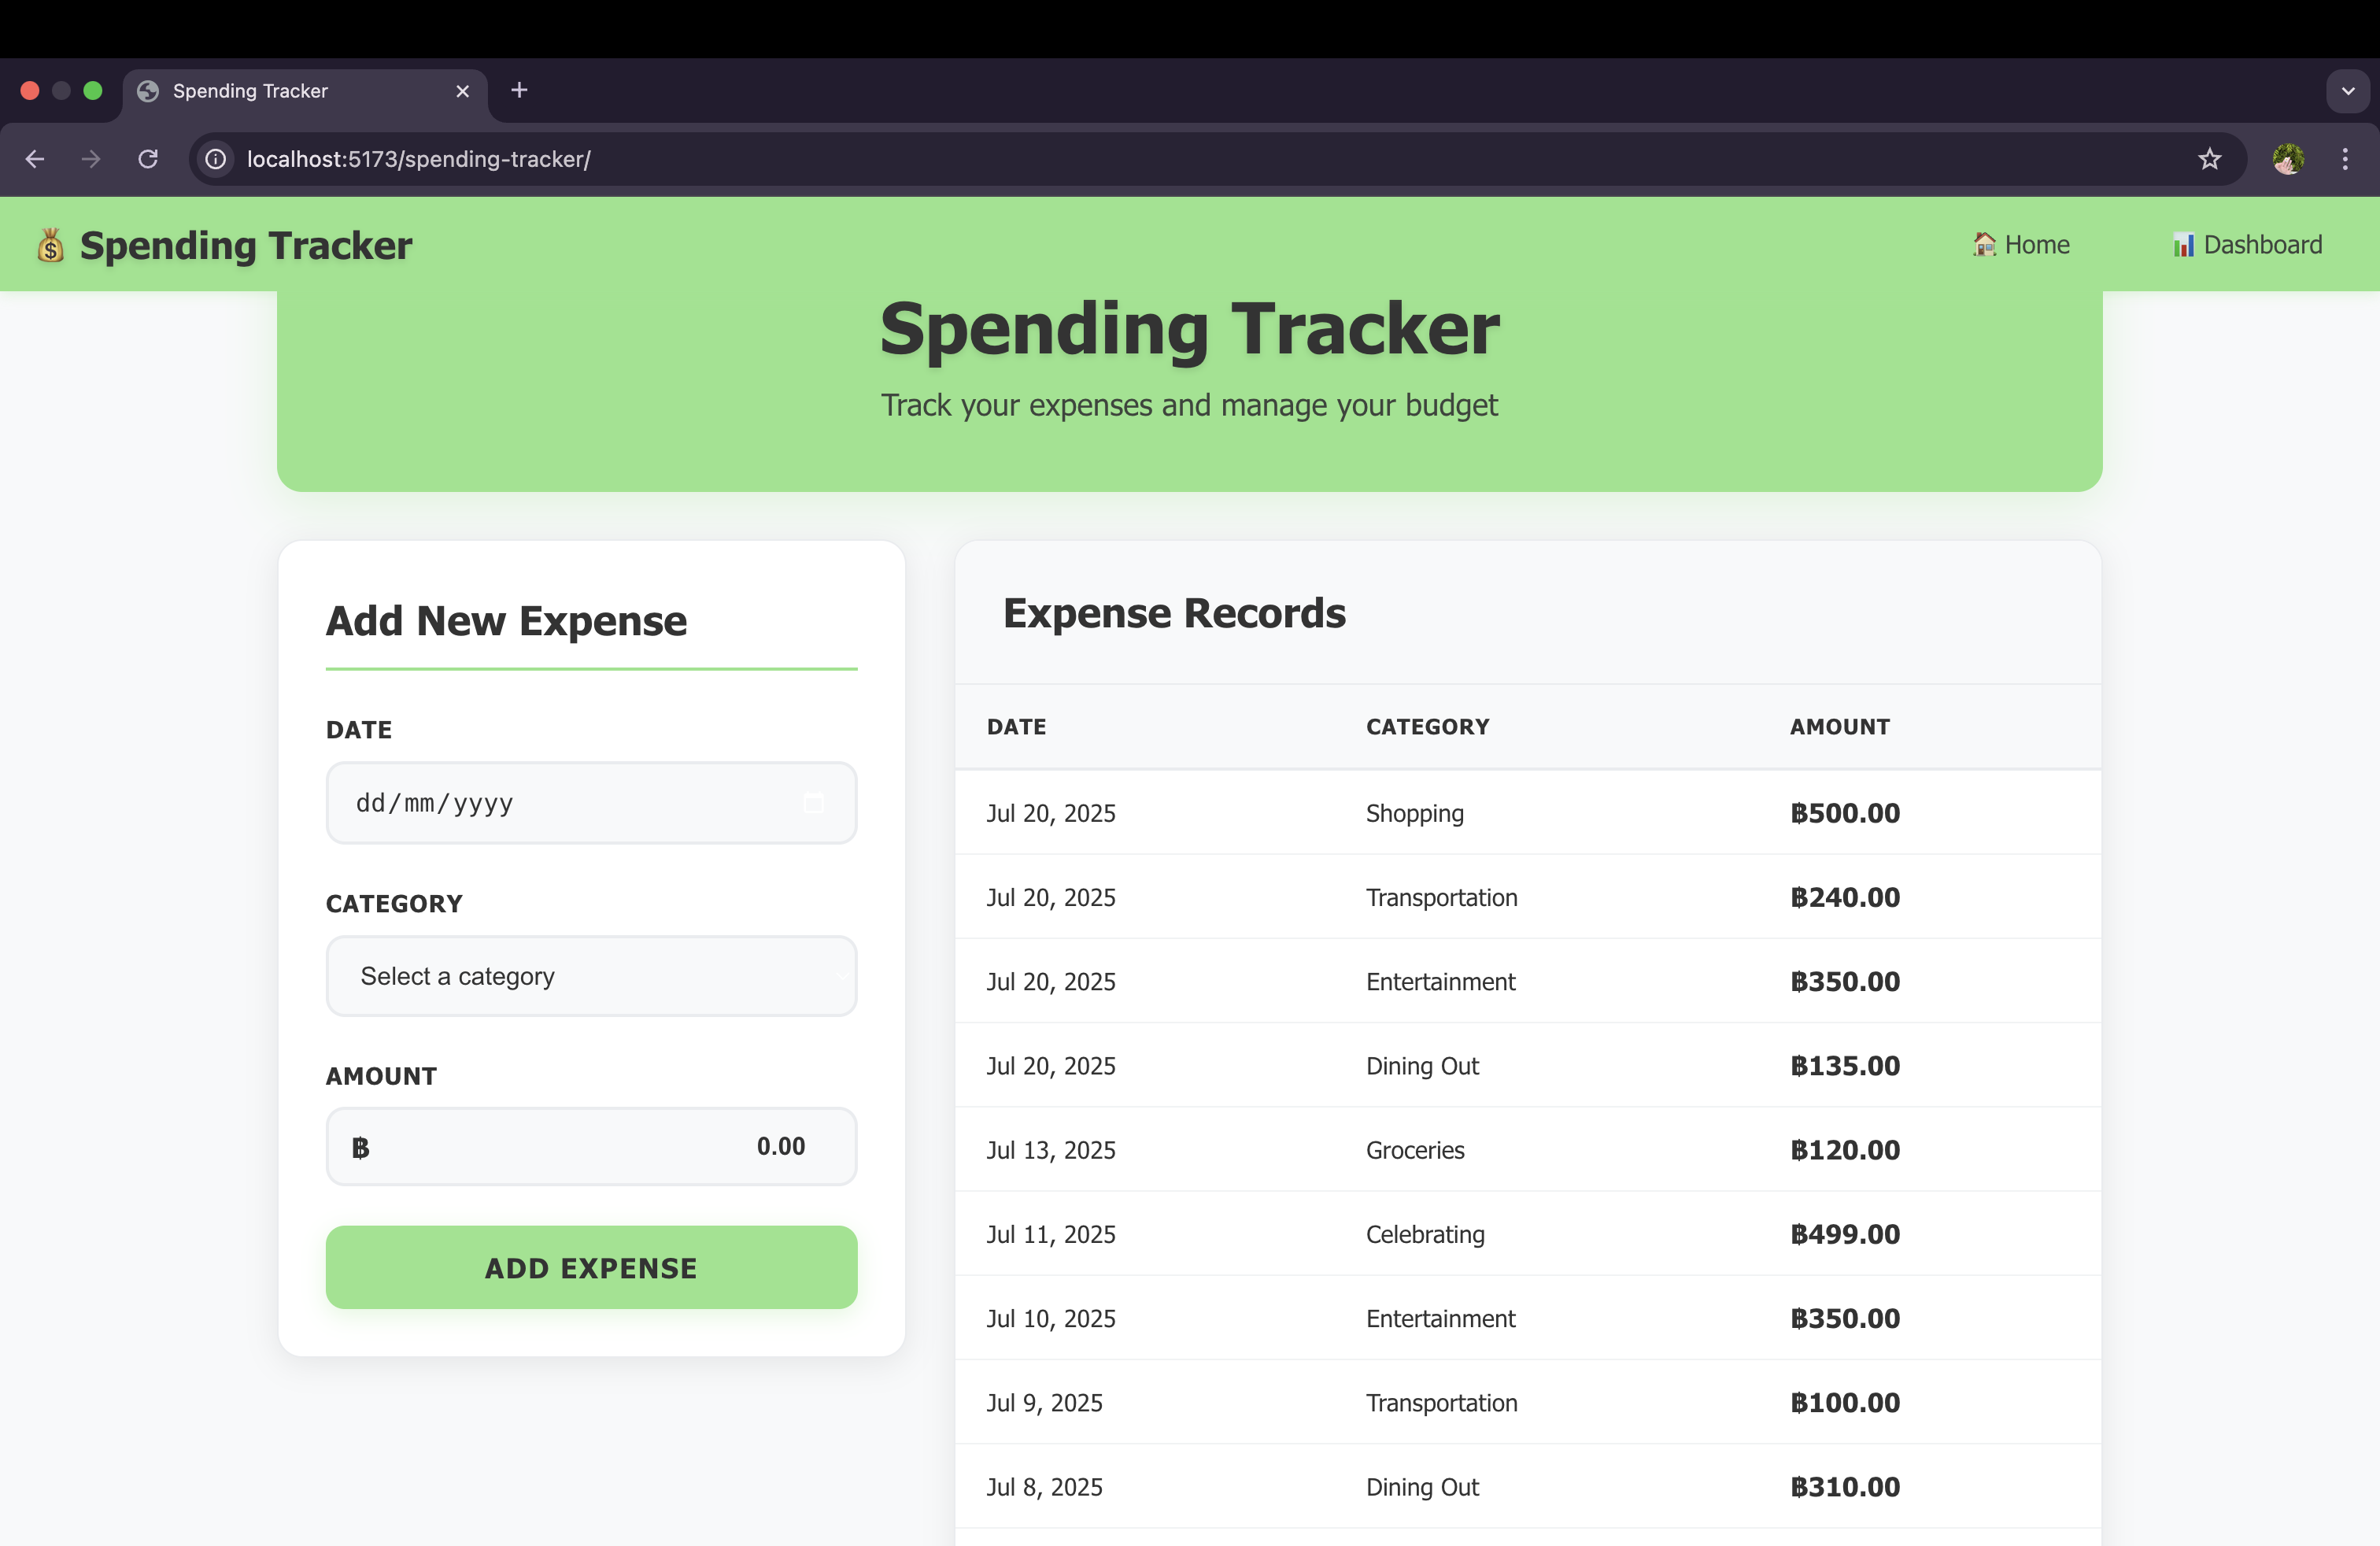 Spending Tracker
localhost:5173/spending-tracker/
💰 Spending Tracker
🏠 Home
📊 Dashboard
Spending Tracker
Track your expenses and manage your budget
Add New Expense
DATE
dd/mm/yyyy
CATEGORY
Select a category
AMOUNT
฿ 0.00
ADD EXPENSE
Expense Records
DATE CATEGORY AMOUNT
Jul 20, 2025 Shopping ฿500.00
Jul 20, 2025 Transportation ฿240.00
Jul 20, 2025 Entertainment ฿350.00
Jul 20, 2025 Dining Out ฿135.00
Jul 13, 2025 Groceries ฿120.00
Jul 11, 2025 Celebrating ฿499.00
Jul 10, 2025 Entertainment ฿350.00
Jul 9, 2025 Transportation ฿100.00
Jul 8, 2025 Dining Out ฿310.00